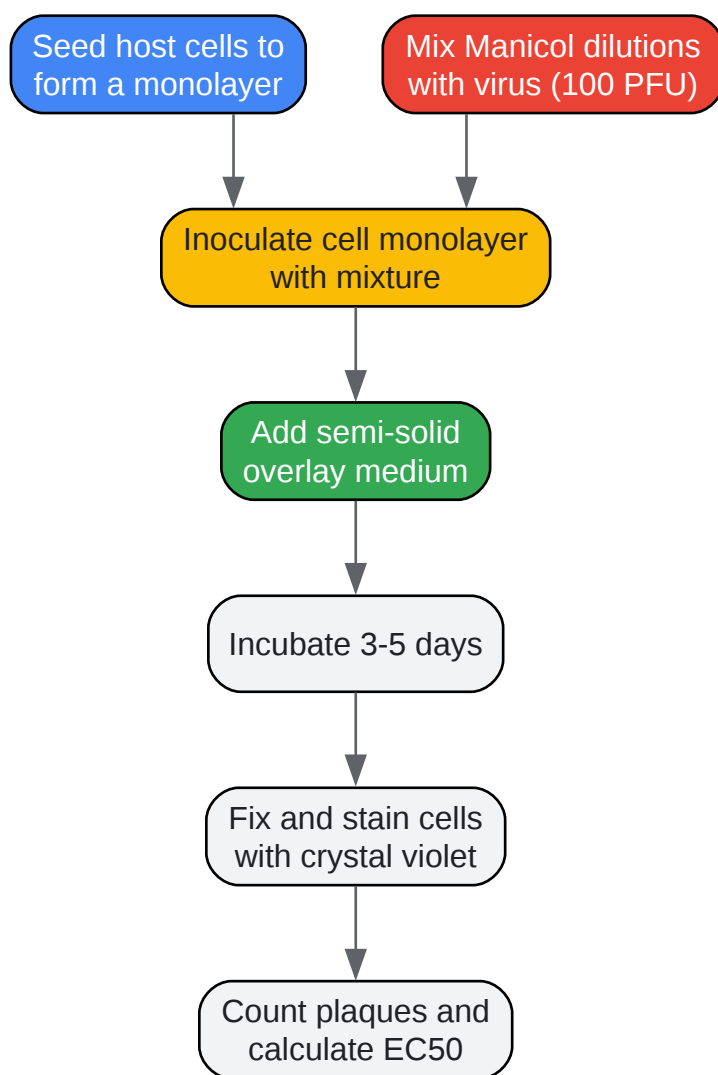 Seed host cells to
form a monolayer
Mix Manicol dilutions
with virus (100 PFU)
Inoculate cell monolayer
with mixture
Add semi-solid
overlay medium
Incubate 3-5 days
Fix and stain cells
with crystal violet
Count plaques and
calculate EC50